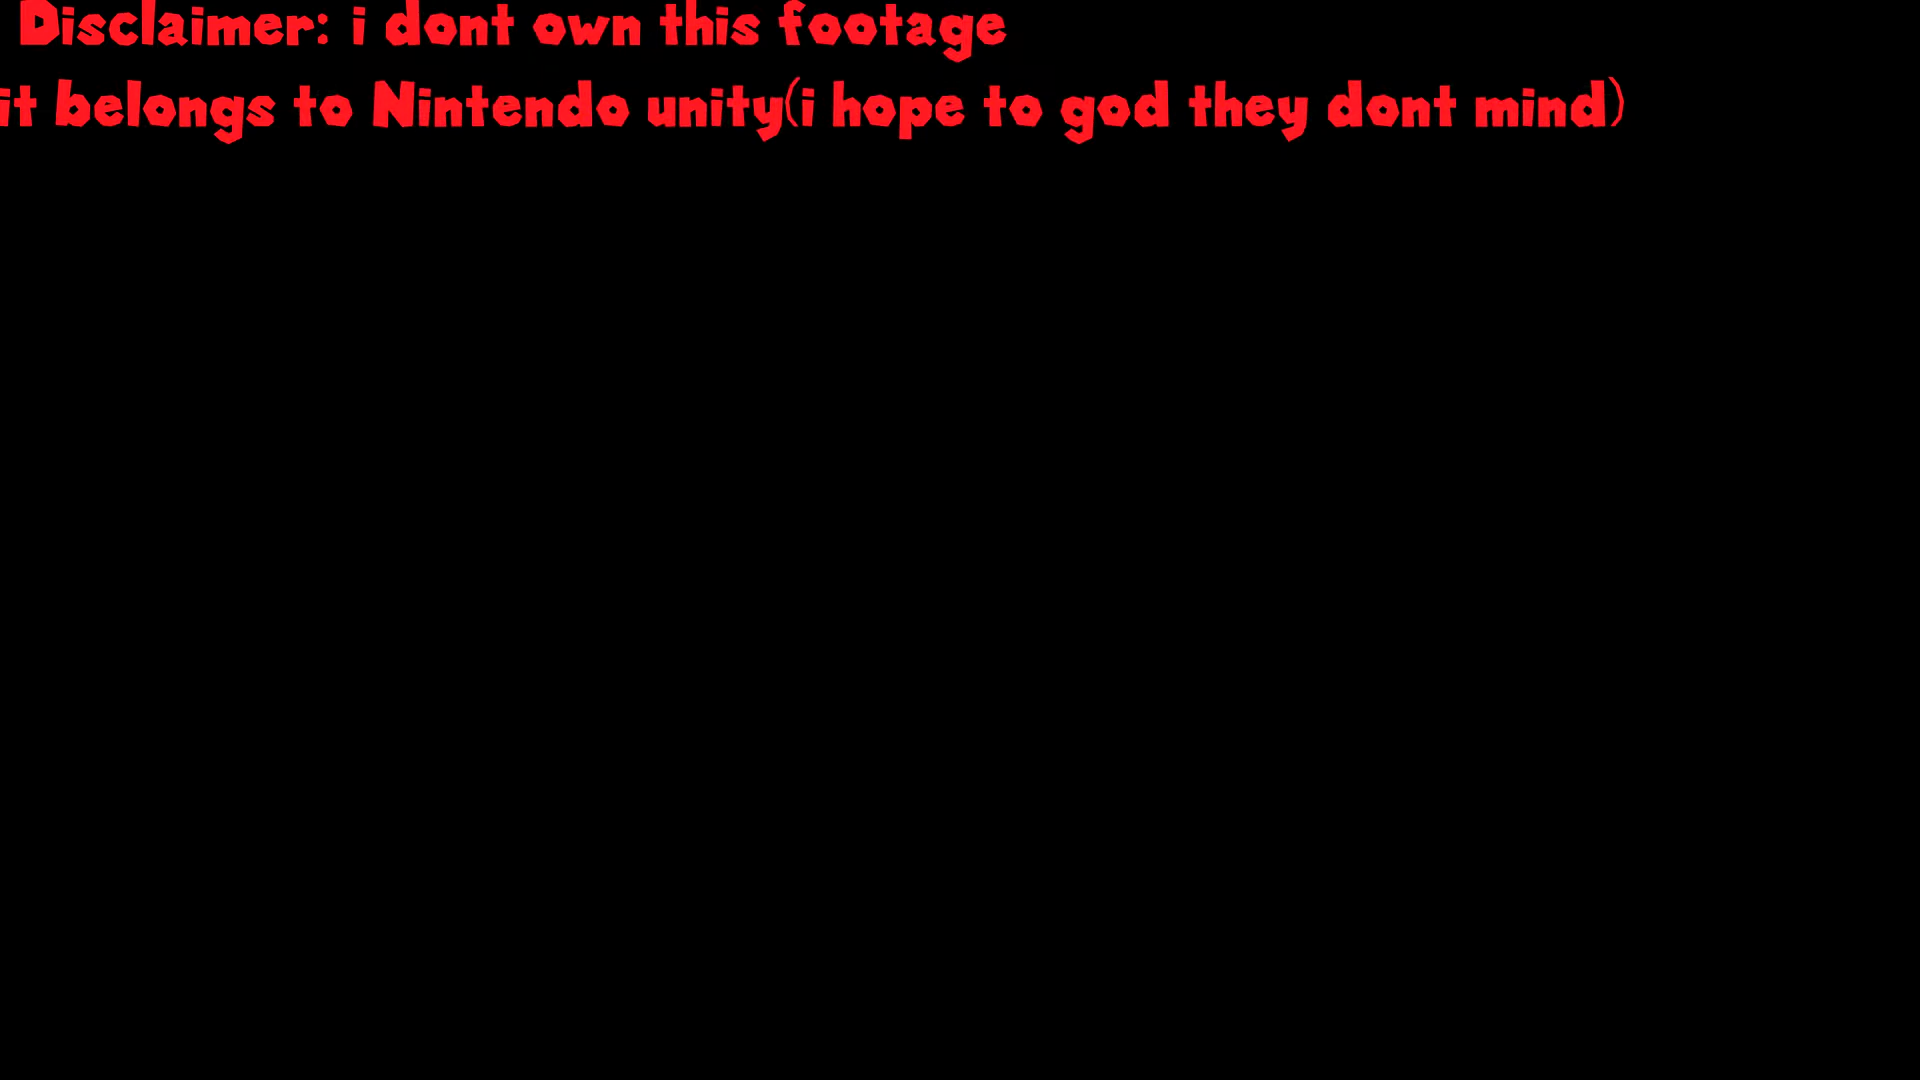 Disclaimer: i dont own this footage
it belongs to Nintendo unity(i hope to god they dont mind)